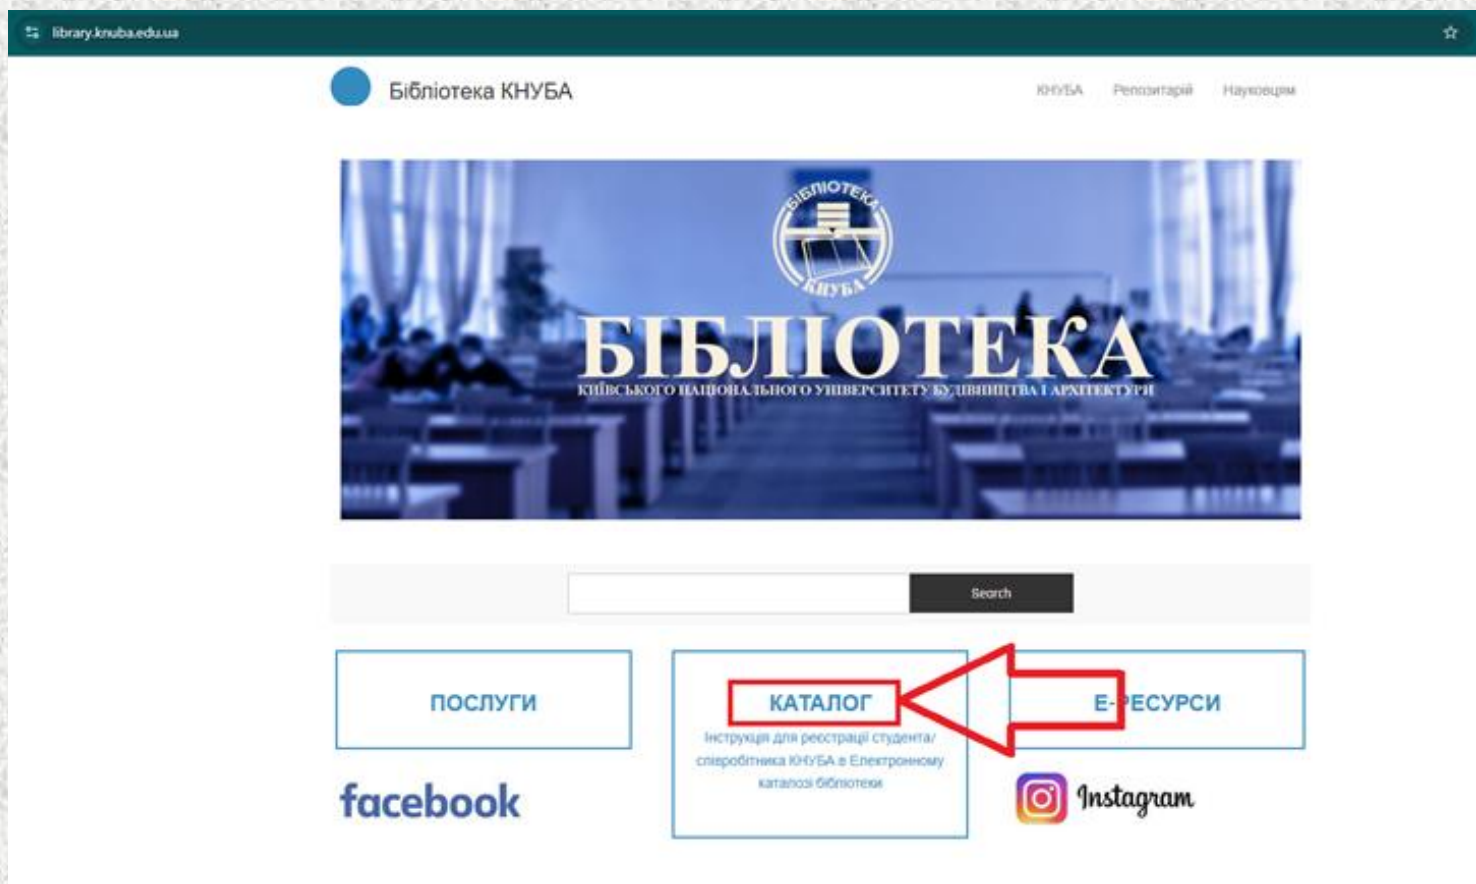 library.knuba.edu.ua
Бібліотека КНУБА
КНУБА Репозитарій Науковцям
БІБЛІОТЕКА
КНУБА
БІБЛІОТЕКА
КИЇВСЬКОГО НАЦІОНАЛЬНОГО УНІВЕРСИТЕТУ БУДІВНИЦТВА І АРХІТЕКТУРИ
Search
ПОСЛУГИ
КАТАЛОГ
Е-РЕСУРСИ
Інструкція для реєстрації студента/
співробітника КНУБА в Електронному
каталозі бібліотеки
facebook
Instagram